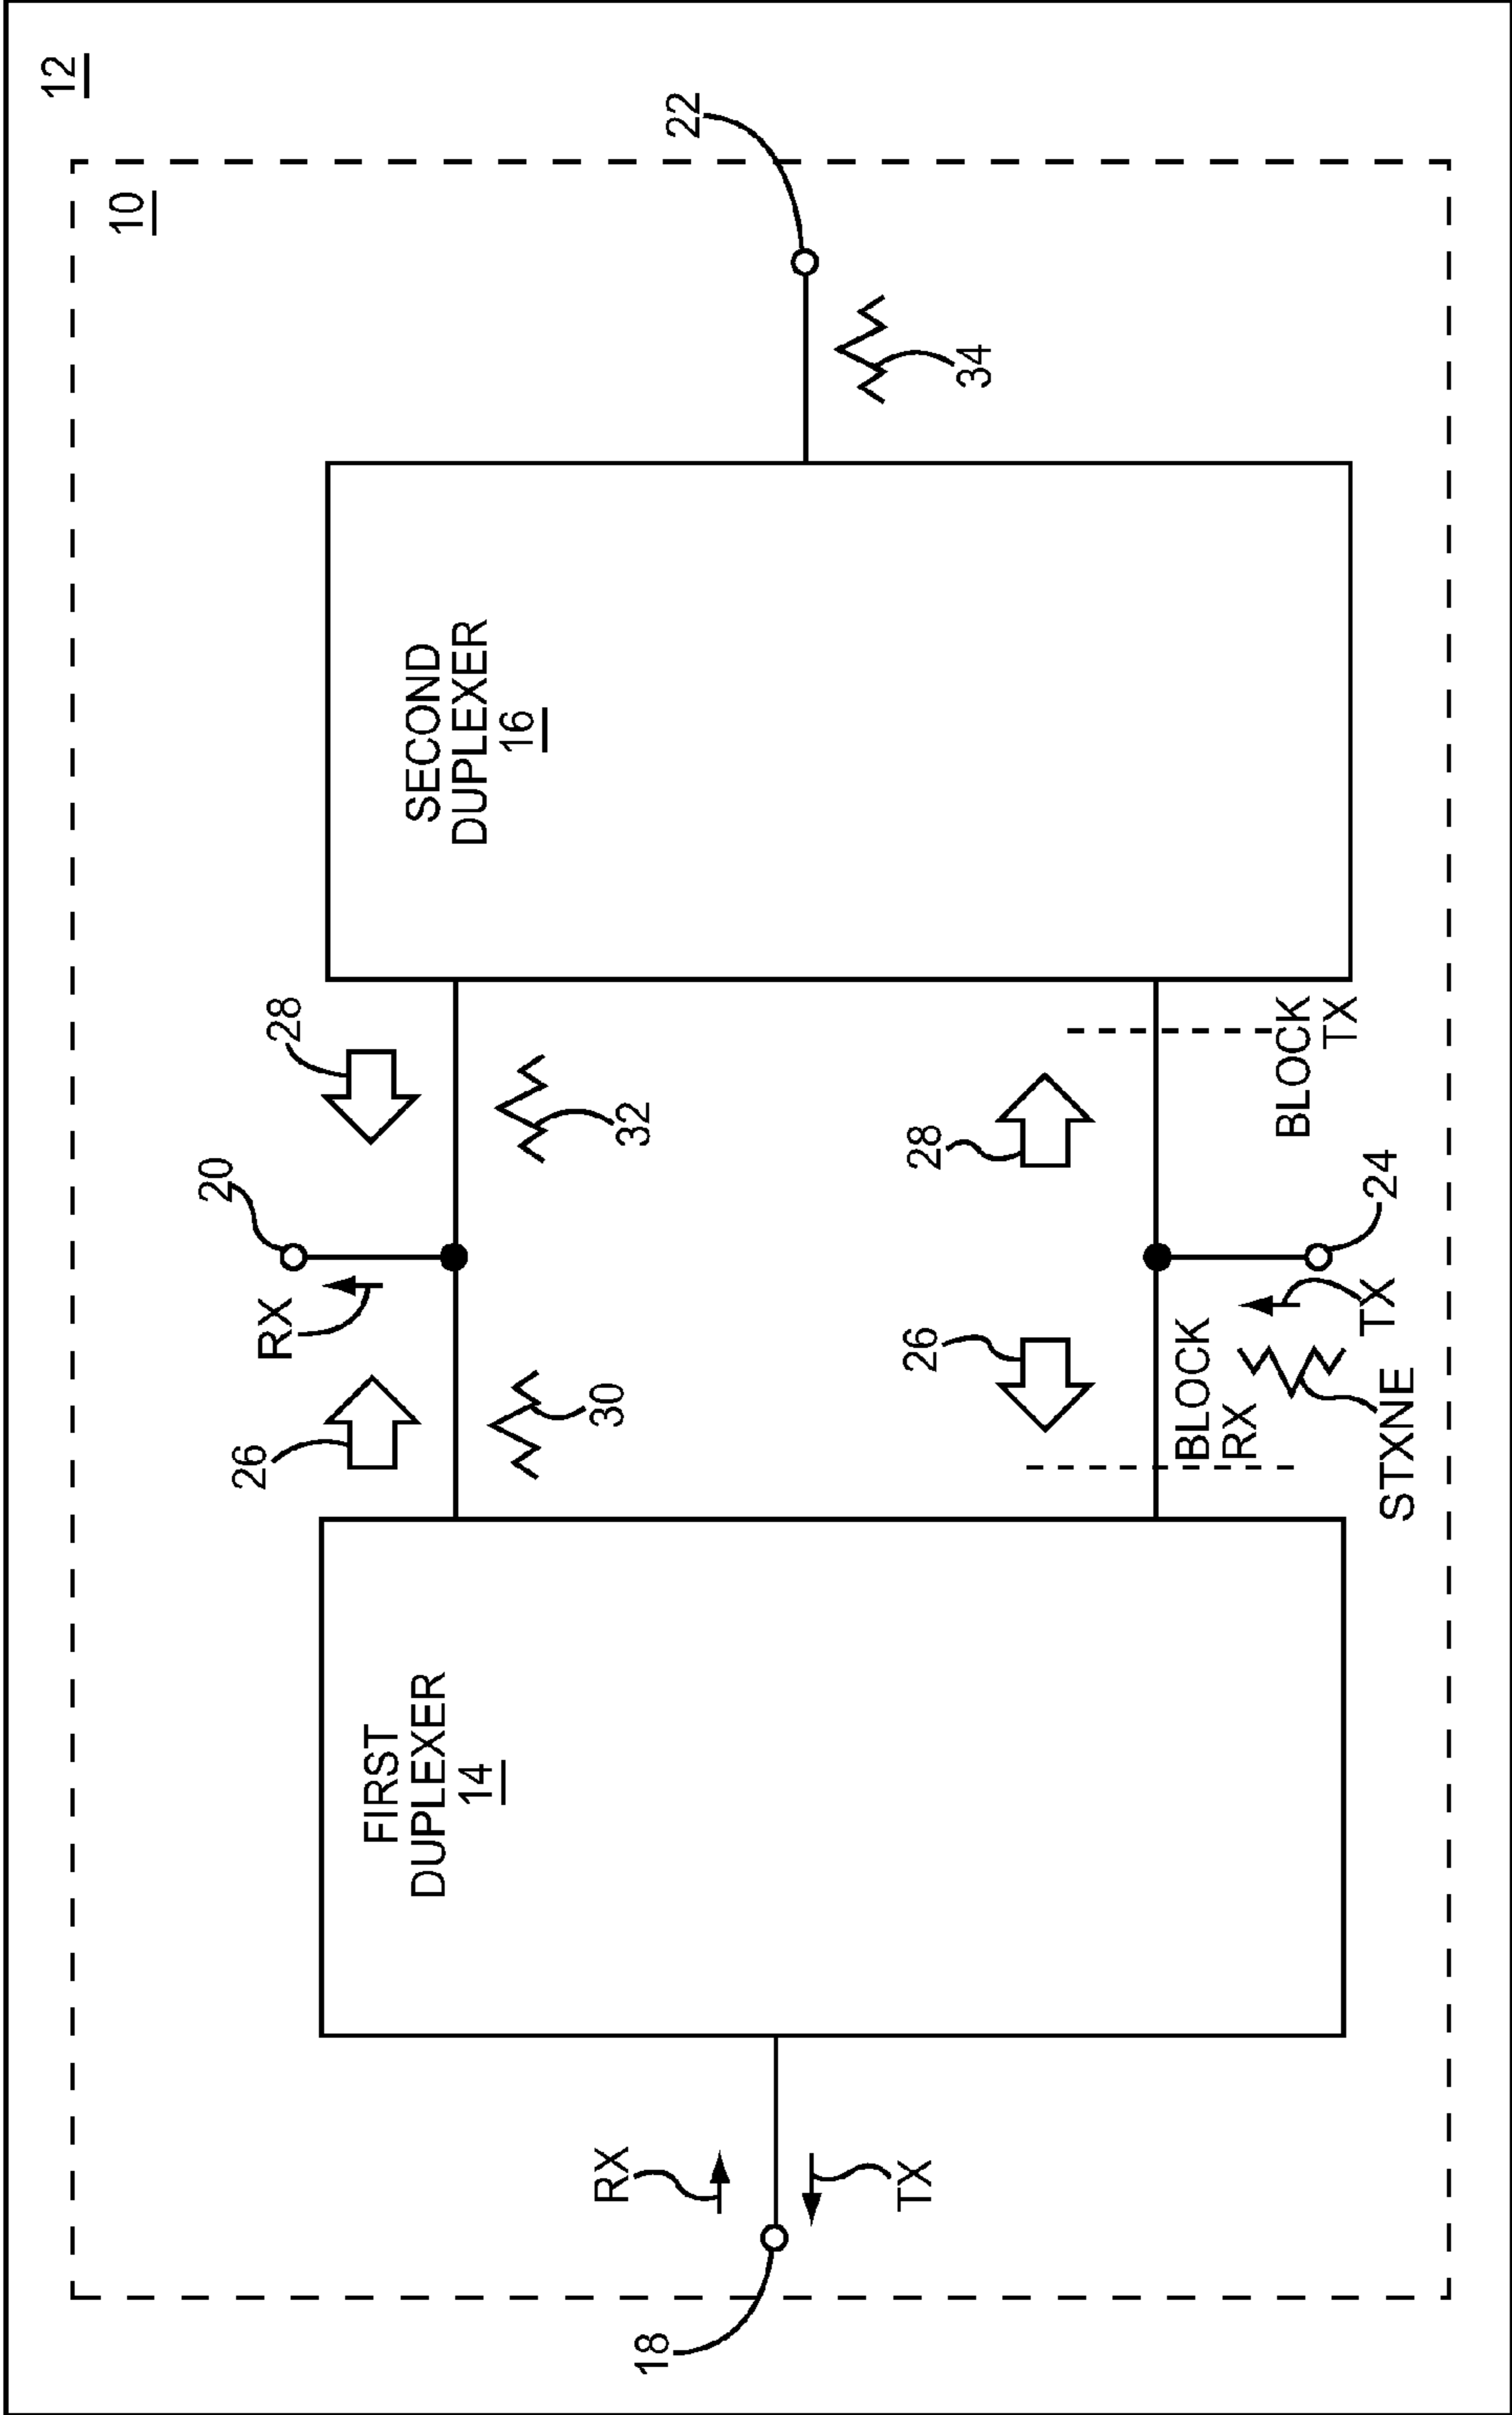 12
10
20
28
26
RX
FIRST
DUPLEXER
14
30
32
SECOND
DUPLEXER
16
22
34
RX
18
TX
26
28
BLOCK
RX
BLOCK
TX
TX
24
STXNE